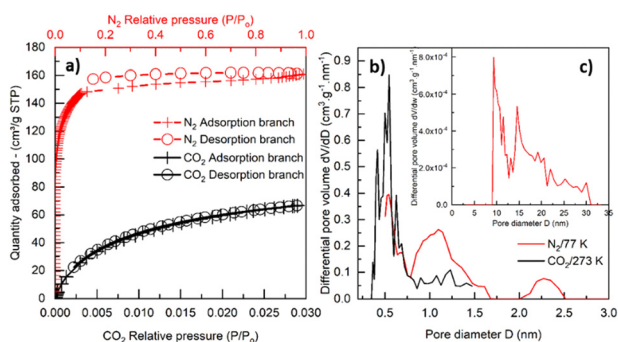 N₂ Relative pressure (P/P₀)
0.0 0.2 0.4 0.6 0.8 1.0
180
160
140
120
100
80
60
40
20
0
Quantity adsorbed - (cm³/g STP)
a)
N₂ Adsorption branch
N₂ Desorption branch
CO₂ Adsorption branch
CO₂ Desorption branch
0.000 0.005 0.010 0.015 0.020 0.025 0.030
CO₂ Relative pressure (P/P₀)
b)
0.9
0.8
0.7
0.6
0.5
0.4
0.3
0.2
0.1
0.0
Differential pore volume dV/dD (cm³.g⁻¹.nm⁻¹)
0.5 1.0 1.5 2.0 2.5 3.0
Pore diameter D (nm)
N₂/77 K
CO₂/273 K
c)
8.0x10⁻⁴
6.0x10⁻⁴
4.0x10⁻⁴
2.0x10⁻⁴
0.0
Differential pore volume dV/dw (cm³.g⁻¹.nm⁻¹)
0 5 10 15 20 25 30 35
Pore diameter D (nm)